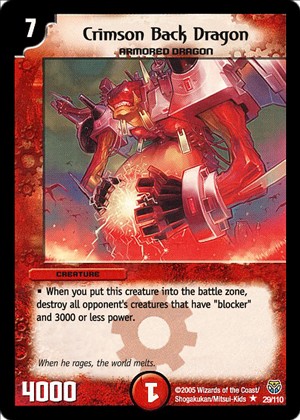 7
Crimson Back Dragon
ARMORED DRAGON
CREATURE
▪ When you put this creature into the battle zone,
destroy all opponent's creatures that have "blocker"
and 3000 or less power.
When he rages, the world melts.
4000
1
©2005 Wizards of the Coast/
Shogakukan/Mitsui-Kids ★ 29/110